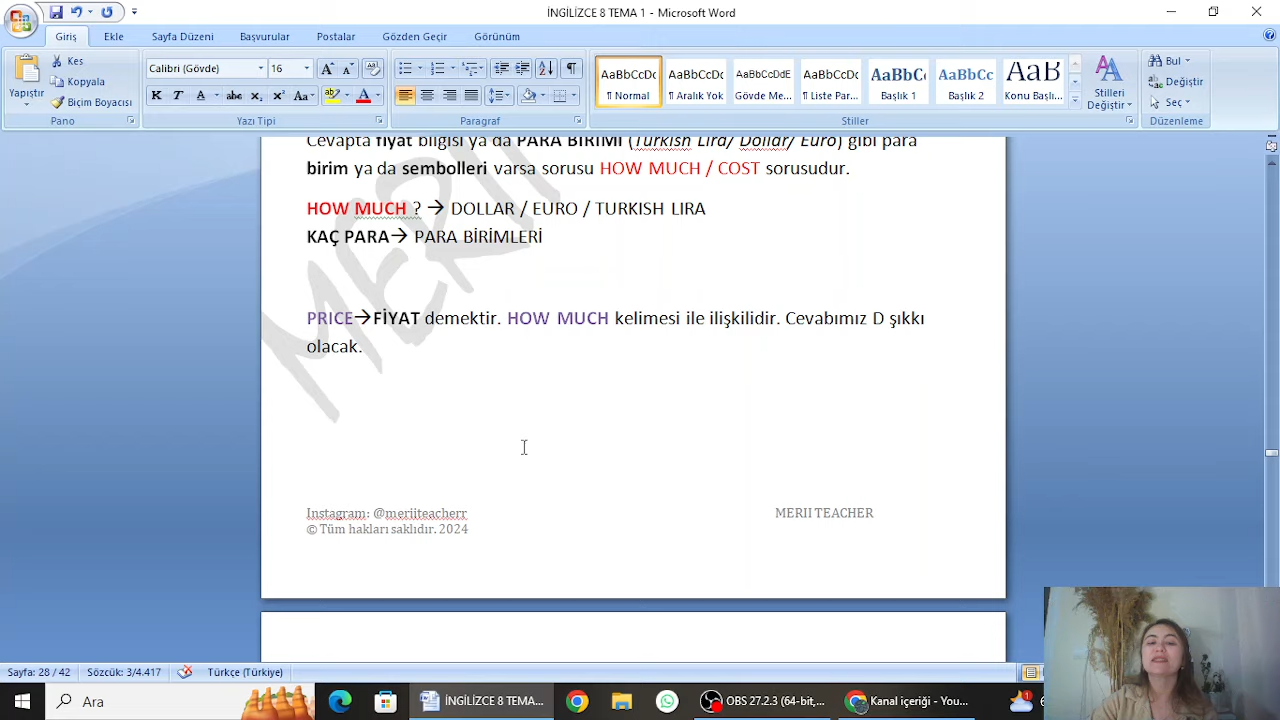 İNGİLİZCE 8 TEMA 1 - Microsoft Word
Giriş Ekle Sayfa Düzeni Başvurular Postalar Gözden Geçir Görünüm
Yapıştır
Kes
Kopyala
Biçim Boyacısı
Pano
Calibri (Gövde) 16
Yazı Tipi
Paragraf
AaBbCcDc AaBbCcDc AaBbCcDdE AaBbCcDc AaBbCc AaBbCc AaB
¶ Normal ¶ Aralık Yok Gövde Me... ¶ Liste Par... Başlık 1 Başlık 2 Konu Başlı...
Stilleri
Değiştir
Stiller
Bul
Değiştir
Seç
Düzenleme
Cevapta fiyat bilgisi ya da PARA BİRİMİ (Turkish Lira/ Dollar/ Euro) gibi para
birim ya da sembolleri varsa sorusu HOW MUCH / COST sorusudur.
HOW MUCH ? → DOLLAR / EURO / TURKISH LIRA
KAÇ PARA→ PARA BİRİMLERİ
PRICE→FİYAT demektir. HOW MUCH kelimesi ile ilişkilidir. Cevabımız D şıkkı
olacak.
MERII
Instagram: @meriiteacherr
MERII TEACHER
© Tüm hakları saklıdır. 2024
Sayfa: 28 / 42 Sözcük: 3/4.417 Türkçe (Türkiye)
Ara
İNGİLİZCE 8 TEMA...
OBS 27.2.3 (64-bit,...
Kanal içeriği - You...